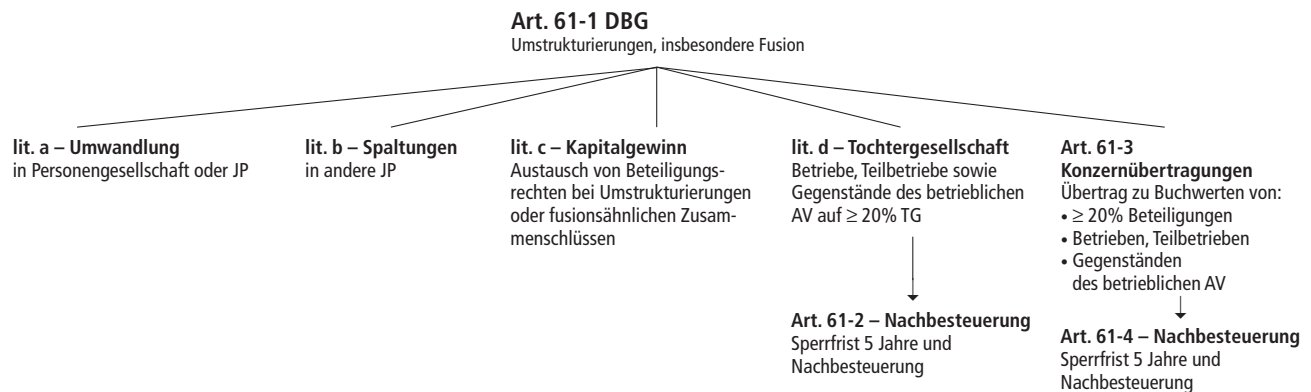 Art. 61-1 DBG
Umstrukturierungen, insbesondere Fusion
lit. a – Umwandlung
in Personengesellschaft oder JP
lit. b – Spaltungen
in andere JP
lit. c – Kapitalgewinn
Austausch von Beteiligungs-
rechten bei Umstrukturierungen
oder fusionsähnlichen Zusam-
menschlüssen
lit. d – Tochtergesellschaft
Betriebe, Teilbetriebe sowie
Gegenstände des betrieblichen
AV auf ≥ 20% TG
Art. 61-2 – Nachbesteuerung
Sperrfrist 5 Jahre und
Nachbesteuerung
Art. 61-3
Konzernübertragungen
Übertrag zu Buchwerten von:
• ≥ 20% Beteiligungen
• Betrieben, Teilbetrieben
• Gegenständen
des betrieblichen AV
Art. 61-4 – Nachbesteuerung
Sperrfrist 5 Jahre und
Nachbesteuerung